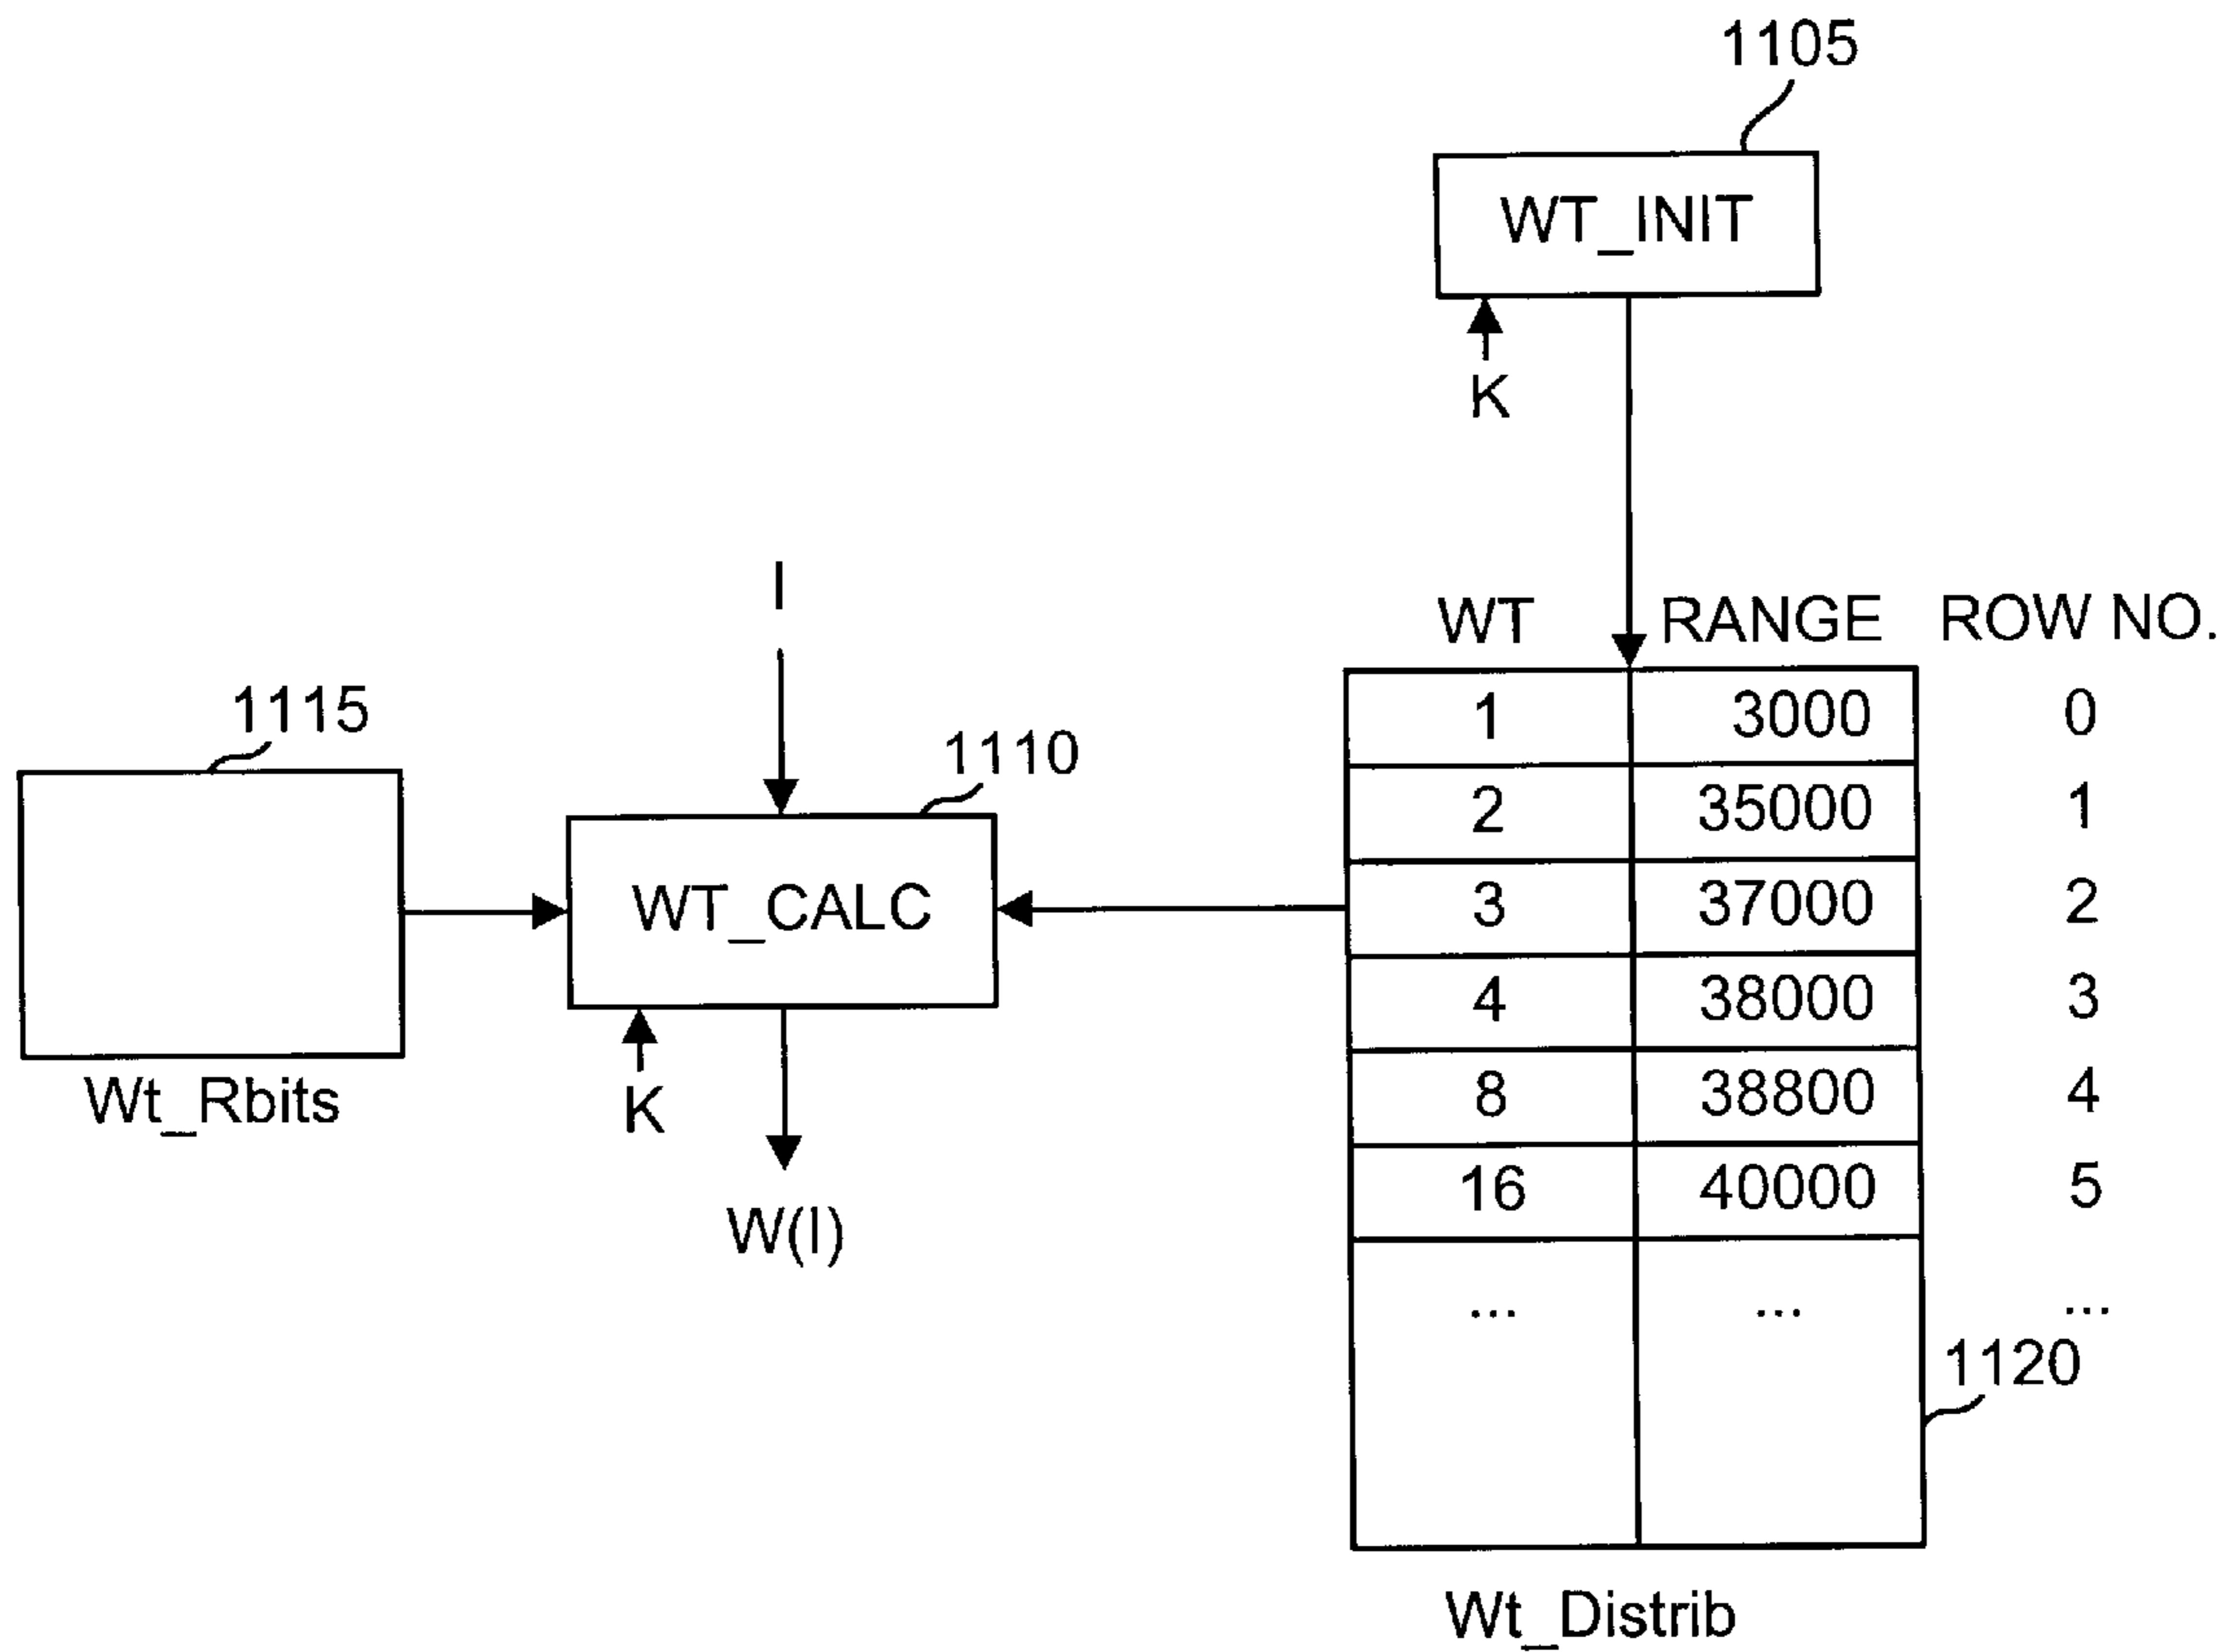 1105
WT_INIT
K
I
WT RANGE ROW NO.
1115
1110
1 3000 0
2 35000 1
WT_CALC
3 37000 2
4 38000 3
Wt_Rbits
K
8 38800 4
16 40000 5
W(I)
... ... ...
1120
Wt_Distrib